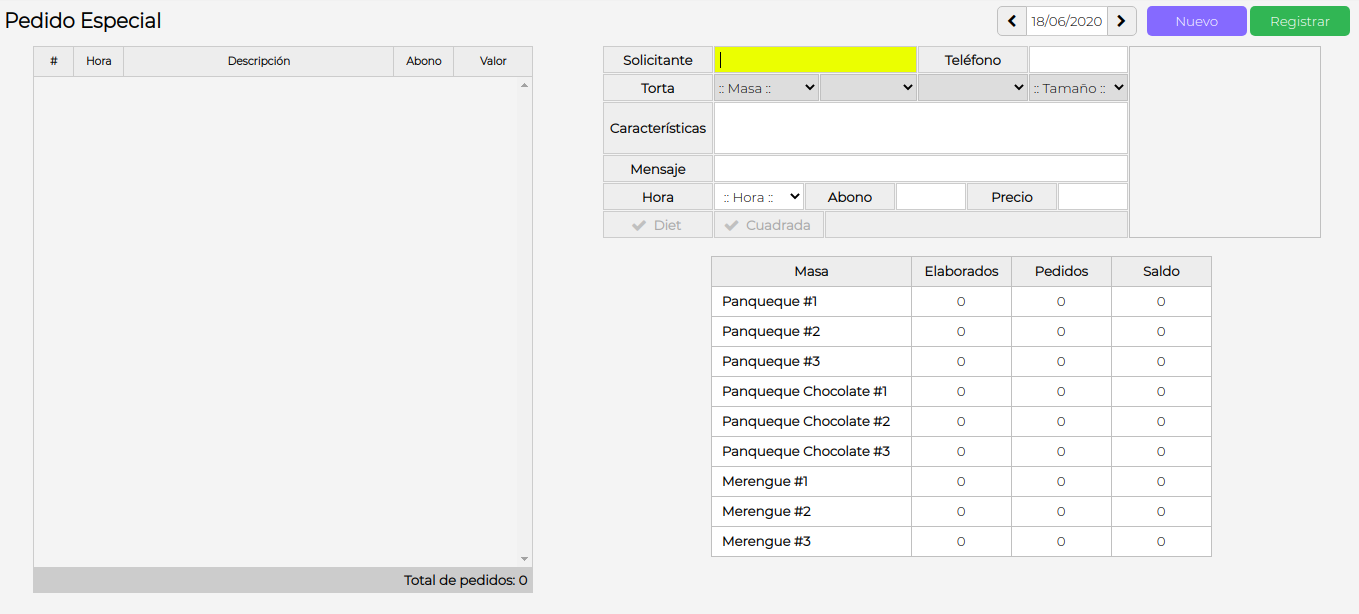 Pedido Especial
18/06/2020
Nuevo
Registrar
# Hora Descripción Abono Valor
Total de pedidos: 0
Solicitante Teléfono
Torta :: Masa :: :: Tamaño ::
Características
Mensaje
Hora :: Hora :: Abono Precio
Diet Cuadrada
Masa Elaborados Pedidos Saldo
Panqueque #1 0 0 0
Panqueque #2 0 0 0
Panqueque #3 0 0 0
Panqueque Chocolate #1 0 0 0
Panqueque Chocolate #2 0 0 0
Panqueque Chocolate #3 0 0 0
Merengue #1 0 0 0
Merengue #2 0 0 0
Merengue #3 0 0 0